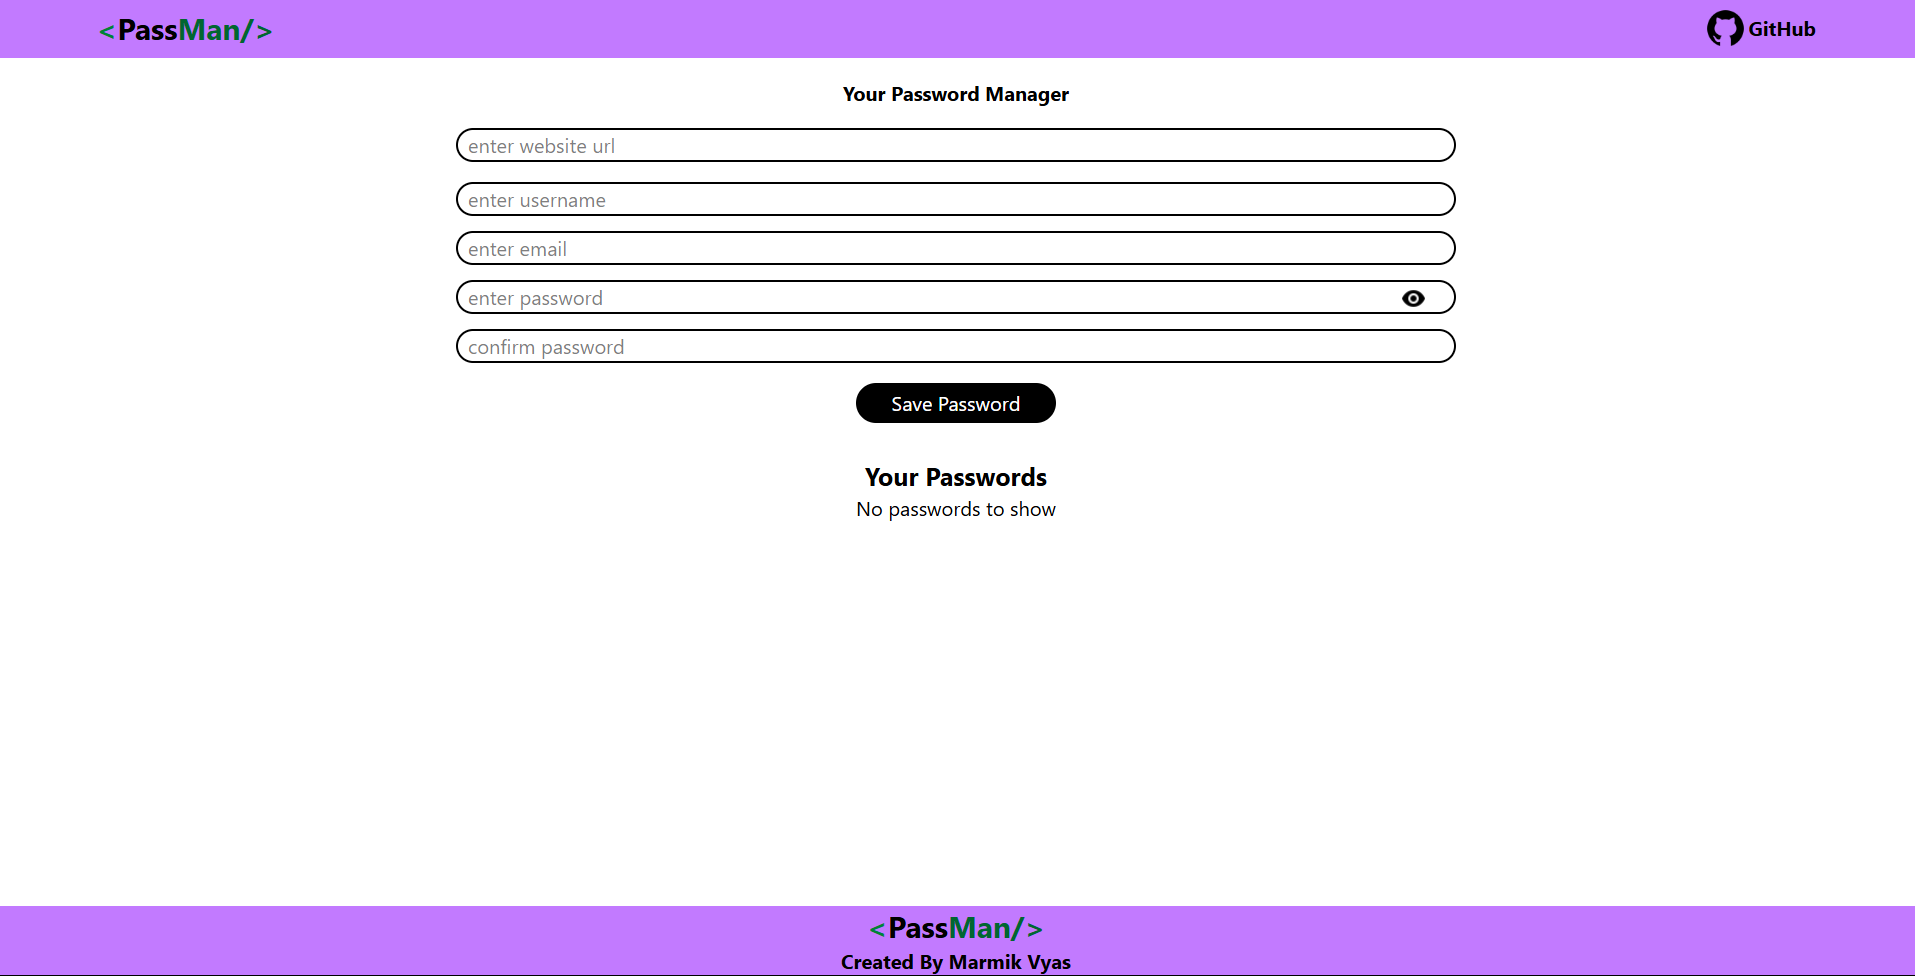 <PassMan/>
GitHub
Your Password Manager
enter website url
enter username
enter email
enter password
confirm password
Save Password
Your Passwords
No passwords to show
<PassMan/>
Created By Marmik Vyas